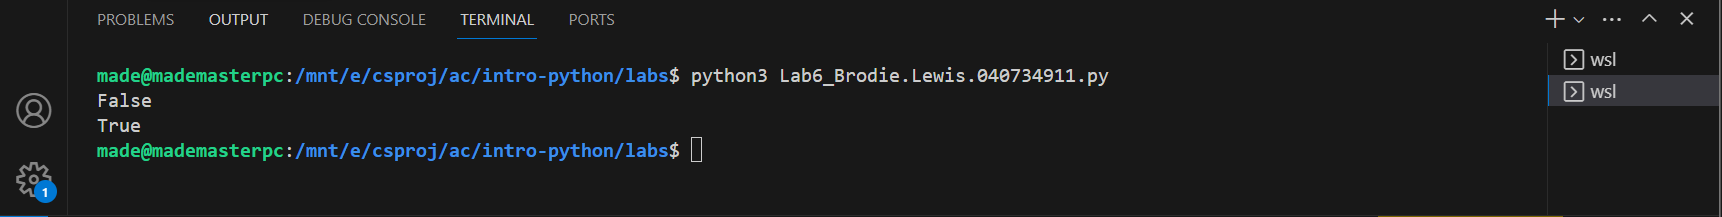 PROBLEMS OUTPUT DEBUG CONSOLE TERMINAL PORTS
made@mademasterpc:/mnt/e/csproj/ac/intro-python/labs$ python3 Lab6_Brodie.Lewis.040734911.py
False
True
made@mademasterpc:/mnt/e/csproj/ac/intro-python/labs$
wsl
wsl
1